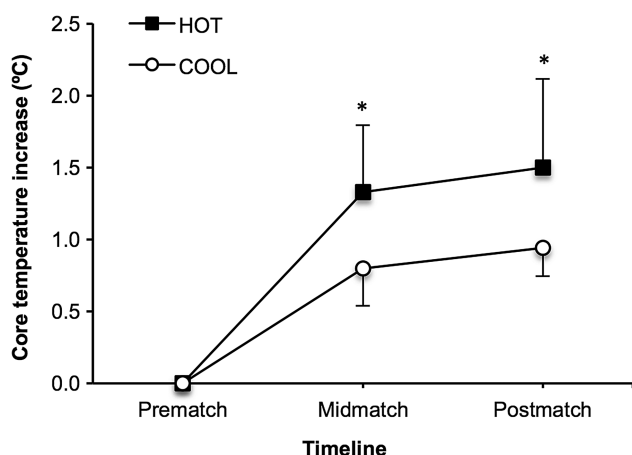 2.5
HOT
COOL
*
*
2.0
1.5
1.0
0.5
0.0
Core temperature increase (ºC)
Prematch Midmatch Postmatch
Timeline